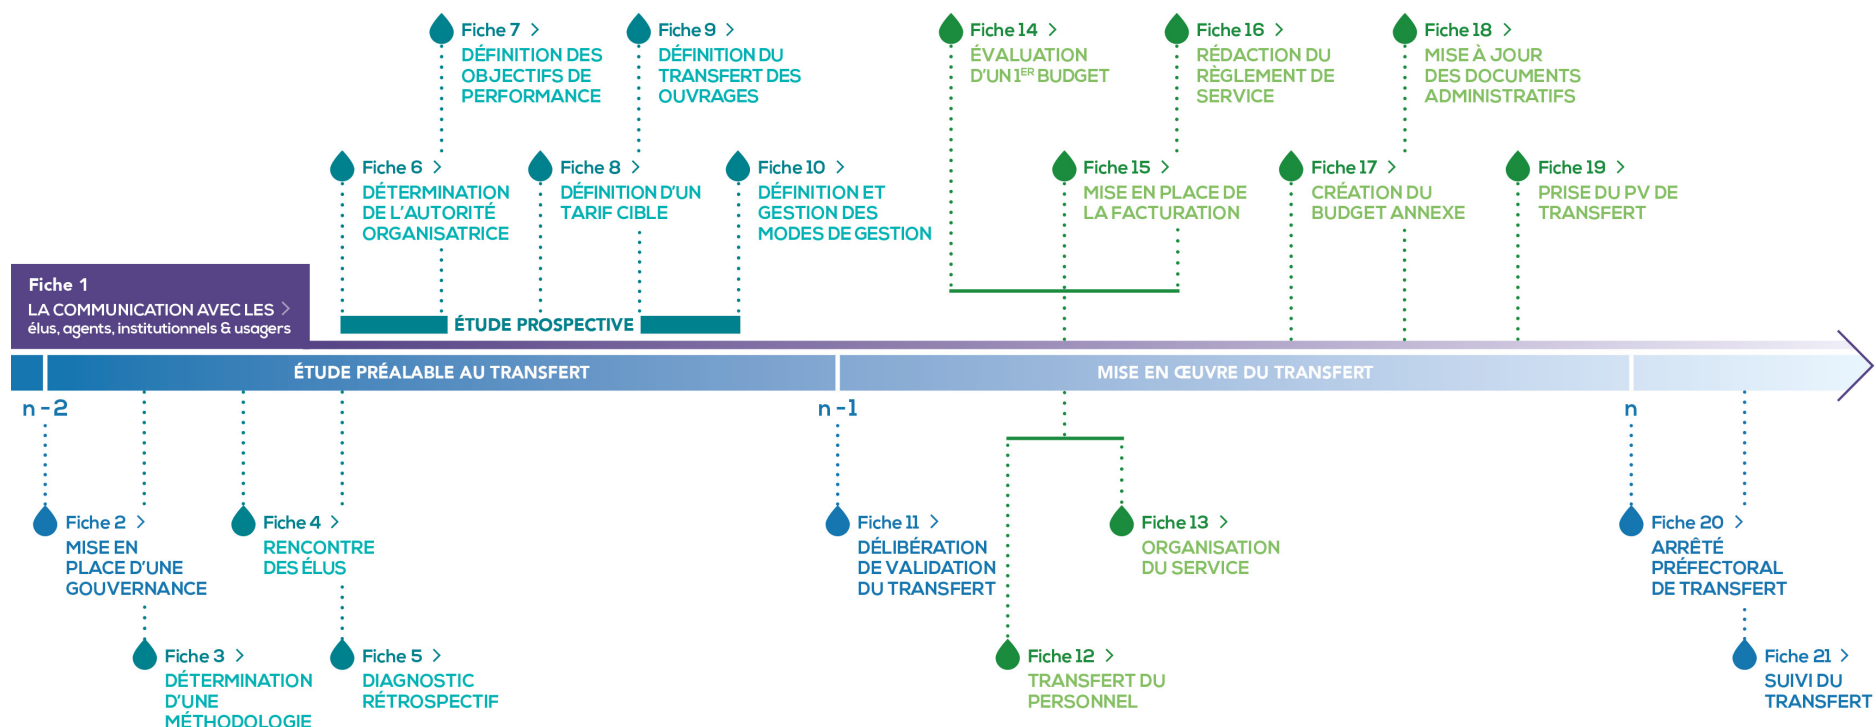 Fiche 7 >
DÉFINITION DES
OBJECTIFS DE
PERFORMANCE
Fiche 9 >
DÉFINITION DU
TRANSFERT DES
OUVRAGES
Fiche 14 >
ÉVALUATION
D'UN 1ER BUDGET
Fiche 16 >
RÉDACTION DU
RÈGLEMENT DE
SERVICE
Fiche 18 >
MISE À JOUR
DES DOCUMENTS
ADMINISTRATIFS
Fiche 6 >
DÉTERMINATION
DE L'AUTORITÉ
ORGANISATRICE
Fiche 8 >
DÉFINITION D'UN
TARIF CIBLE
Fiche 10 >
DÉFINITION ET
GESTION DES
MODES DE GESTION
Fiche 15 >
MISE EN PLACE DE
LA FACTURATION
Fiche 17 >
CRÉATION DU
BUDGET ANNEXE
Fiche 19 >
PRISE DU PV DE
TRANSFERT
Fiche 1
LA COMMUNICATION AVEC LES >
élus, agents, institutionnels & usagers
ÉTUDE PROSPECTIVE
ÉTUDE PRÉALABLE AU TRANSFERT
MISE EN ŒUVRE DU TRANSFERT
n - 2
n - 1
n
Fiche 2 >
MISE EN
PLACE D'UNE
GOUVERNANCE
Fiche 4 >
RENCONTRE
DES ÉLUS
Fiche 11 >
DÉLIBÉRATION
DE VALIDATION
DU TRANSFERT
Fiche 13 >
ORGANISATION
DU SERVICE
Fiche 20 >
ARRÊTÉ
PRÉFECTORAL
DE TRANSFERT
Fiche 3 >
DÉTERMINATION
D'UNE
MÉTHODOLOGIE
Fiche 5 >
DIAGNOSTIC
RÉTROSPECTIF
Fiche 12 >
TRANSFERT DU
PERSONNEL
Fiche 21 >
SUIVI DU
TRANSFERT